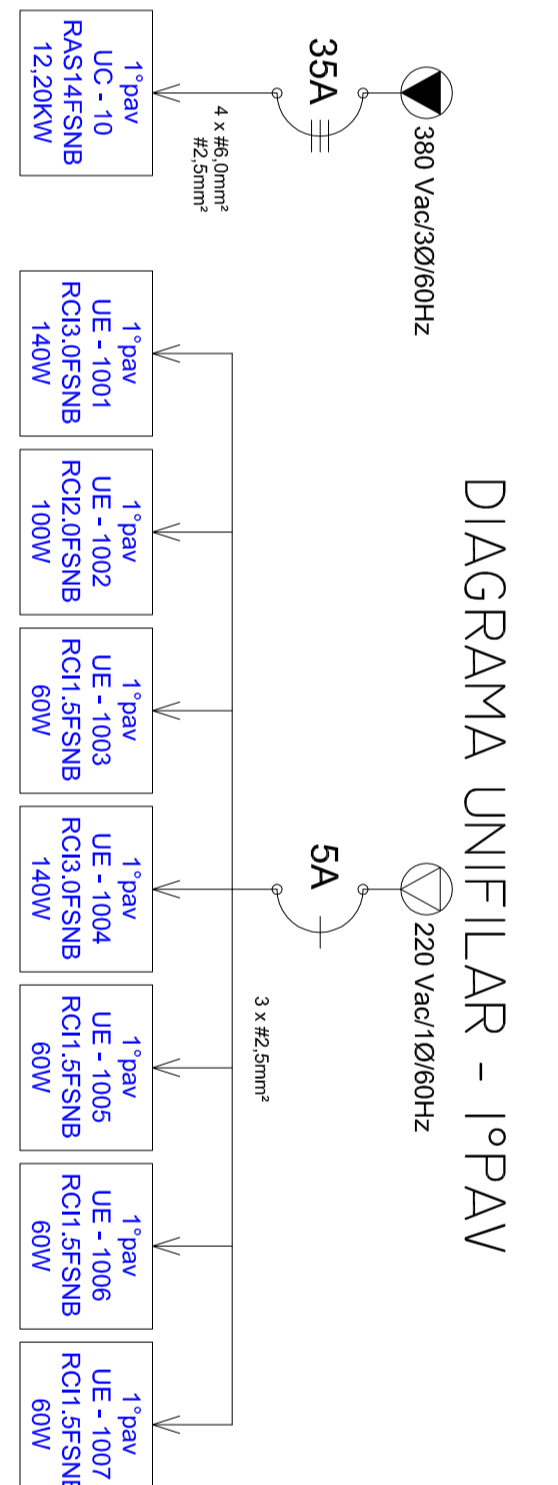 DIAGRAMA UNIFILAR - 1°PAV
380 Vac/3Ø/60Hz
35A
4 x #6,0mm²
#2,5mm²
1°pav
UC - 10
RAS14FSNB
12,20KW
220 Vac/1Ø/60Hz
5A
3 x #2,5mm²
1°pav
UE - 1001
RCI3.0FSNB
140W
1°pav
UE - 1002
RCI2.0FSNB
100W
1°pav
UE - 1003
RCI1.5FSNB
60W
1°pav
UE - 1004
RCI3.0FSNB
140W
1°pav
UE - 1005
RCI1.5FSNB
60W
1°pav
UE - 1006
RCI1.5FSNB
60W
1°pav
UE - 1007
RCI1.5FSNB
60W